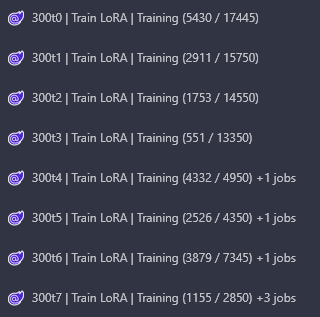 300t0 | Train LoRA | Training (5430 / 17445)
300t1 | Train LoRA | Training (2911 / 15750)
300t2 | Train LoRA | Training (1753 / 14550)
300t3 | Train LoRA | Training (551 / 13350)
300t4 | Train LoRA | Training (4332 / 4950) +1 jobs
300t5 | Train LoRA | Training (2526 / 4350) +1 jobs
300t6 | Train LoRA | Training (3879 / 7345) +1 jobs
300t7 | Train LoRA | Training (1155 / 2850) +3 jobs